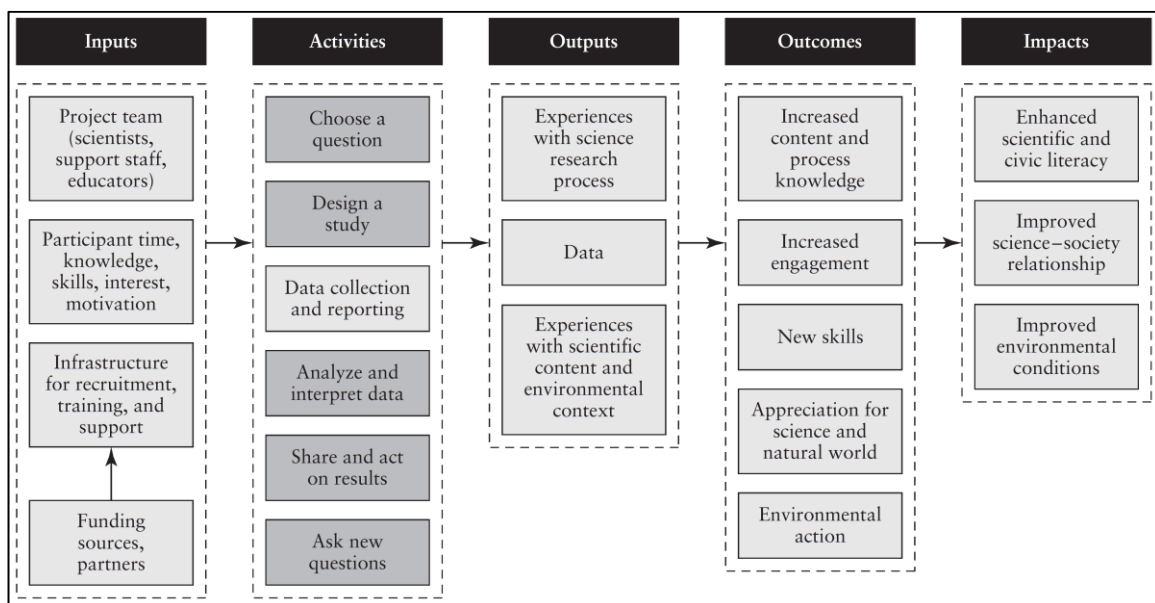 Inputs
Project team
(scientists,
support staff,
educators)
Participant time,
knowledge,
skills, interest,
motivation
Infrastructure
for recruitment,
training, and
support
Funding
sources,
partners
Activities
Choose a
question
Design a
study
Data collection
and reporting
Analyze and
interpret data
Share and act
on results
Ask new
questions
Outputs
Experiences
with science
research
process
Data
Experiences
with scientific
content and
environmental
context
Outcomes
Increased
content and
process
knowledge
Increased
engagement
New skills
Appreciation for
science and
natural world
Environmental
action
Impacts
Enhanced
scientific and
civic literacy
Improved
science–society
relationship
Improved
environmental
conditions